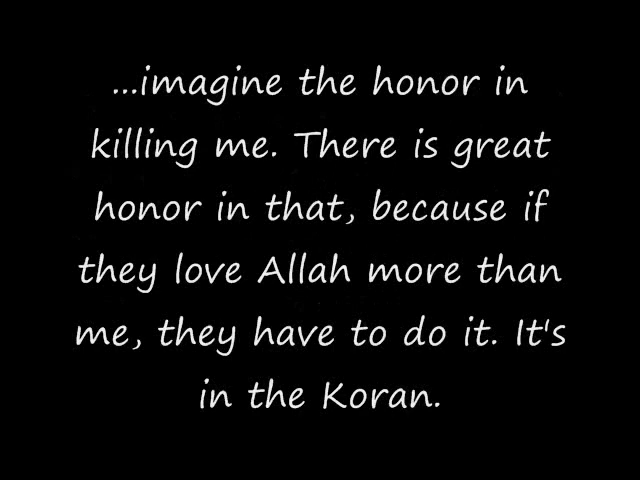 ...imagine the honor in
killing me. There is great
honor in that, because if
they love Allah more than
me, they have to do it. It's
in the Koran.